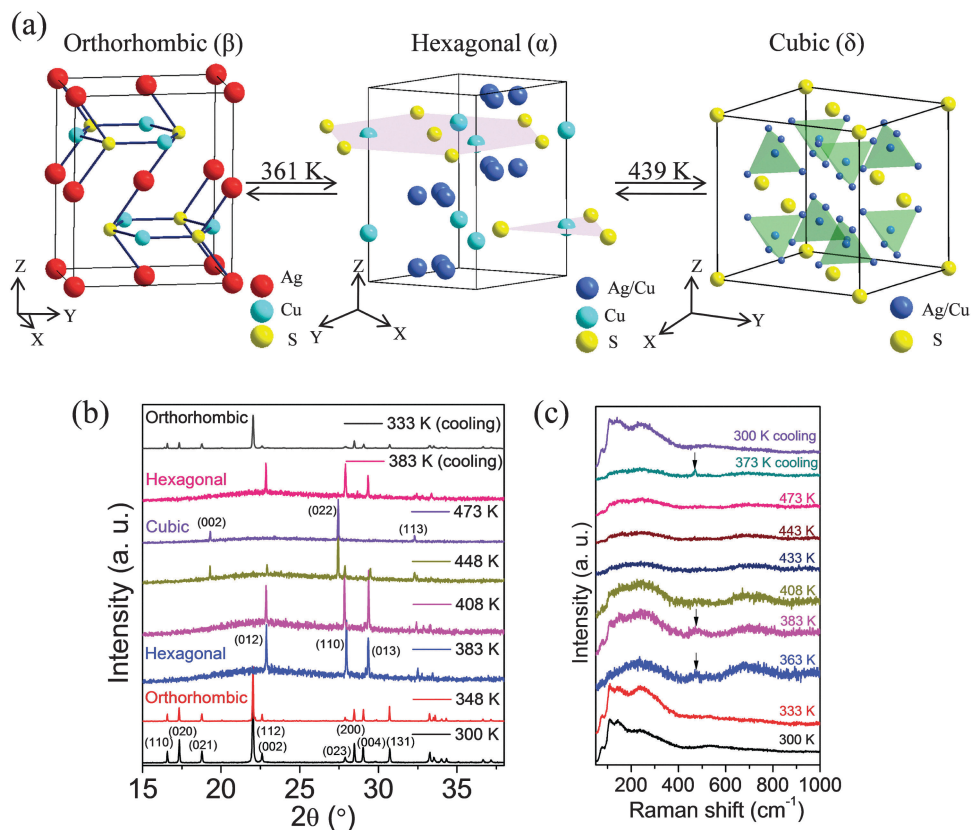 (a)
Orthorhombic (β)
Hexagonal (α)
Cubic (δ)
361 K
439 K
Z
Y
X
Ag
Cu
S
Z
Y
X
Ag/Cu
Cu
S
Z
X
Y
Ag/Cu
S
(b)
Intensity (a. u.)
Orthorhombic
333 K (cooling)
383 K (cooling)
Hexagonal
473 K
Cubic
(002)
(022)
(113)
448 K
408 K
(012)
(110)
(013)
383 K
Hexagonal
348 K
Orthorhombic
300 K
(110)
(020)
(021)
(112)
(002)
(023)
(200)
(004)
(131)
15 20 25 30 35
2θ (°)
(c)
Intensity (a. u.)
300 K cooling
373 K cooling
473 K
443 K
433 K
408 K
383 K
363 K
333 K
300 K
200 400 600 800 1000
Raman shift (cm-1)